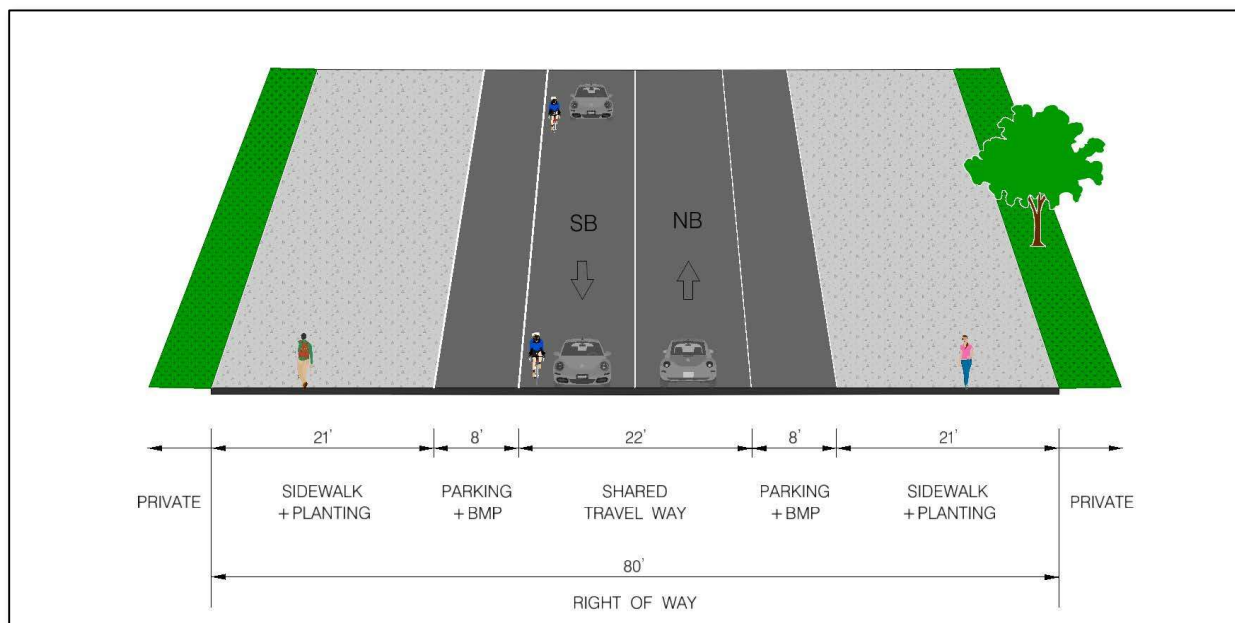 SB
NB
21'
8'
22'
8'
21'
PRIVATE
SIDEWALK
+ PLANTING
PARKING
+ BMP
SHARED
TRAVEL WAY
PARKING
+ BMP
SIDEWALK
+ PLANTING
PRIVATE
80'
RIGHT OF WAY